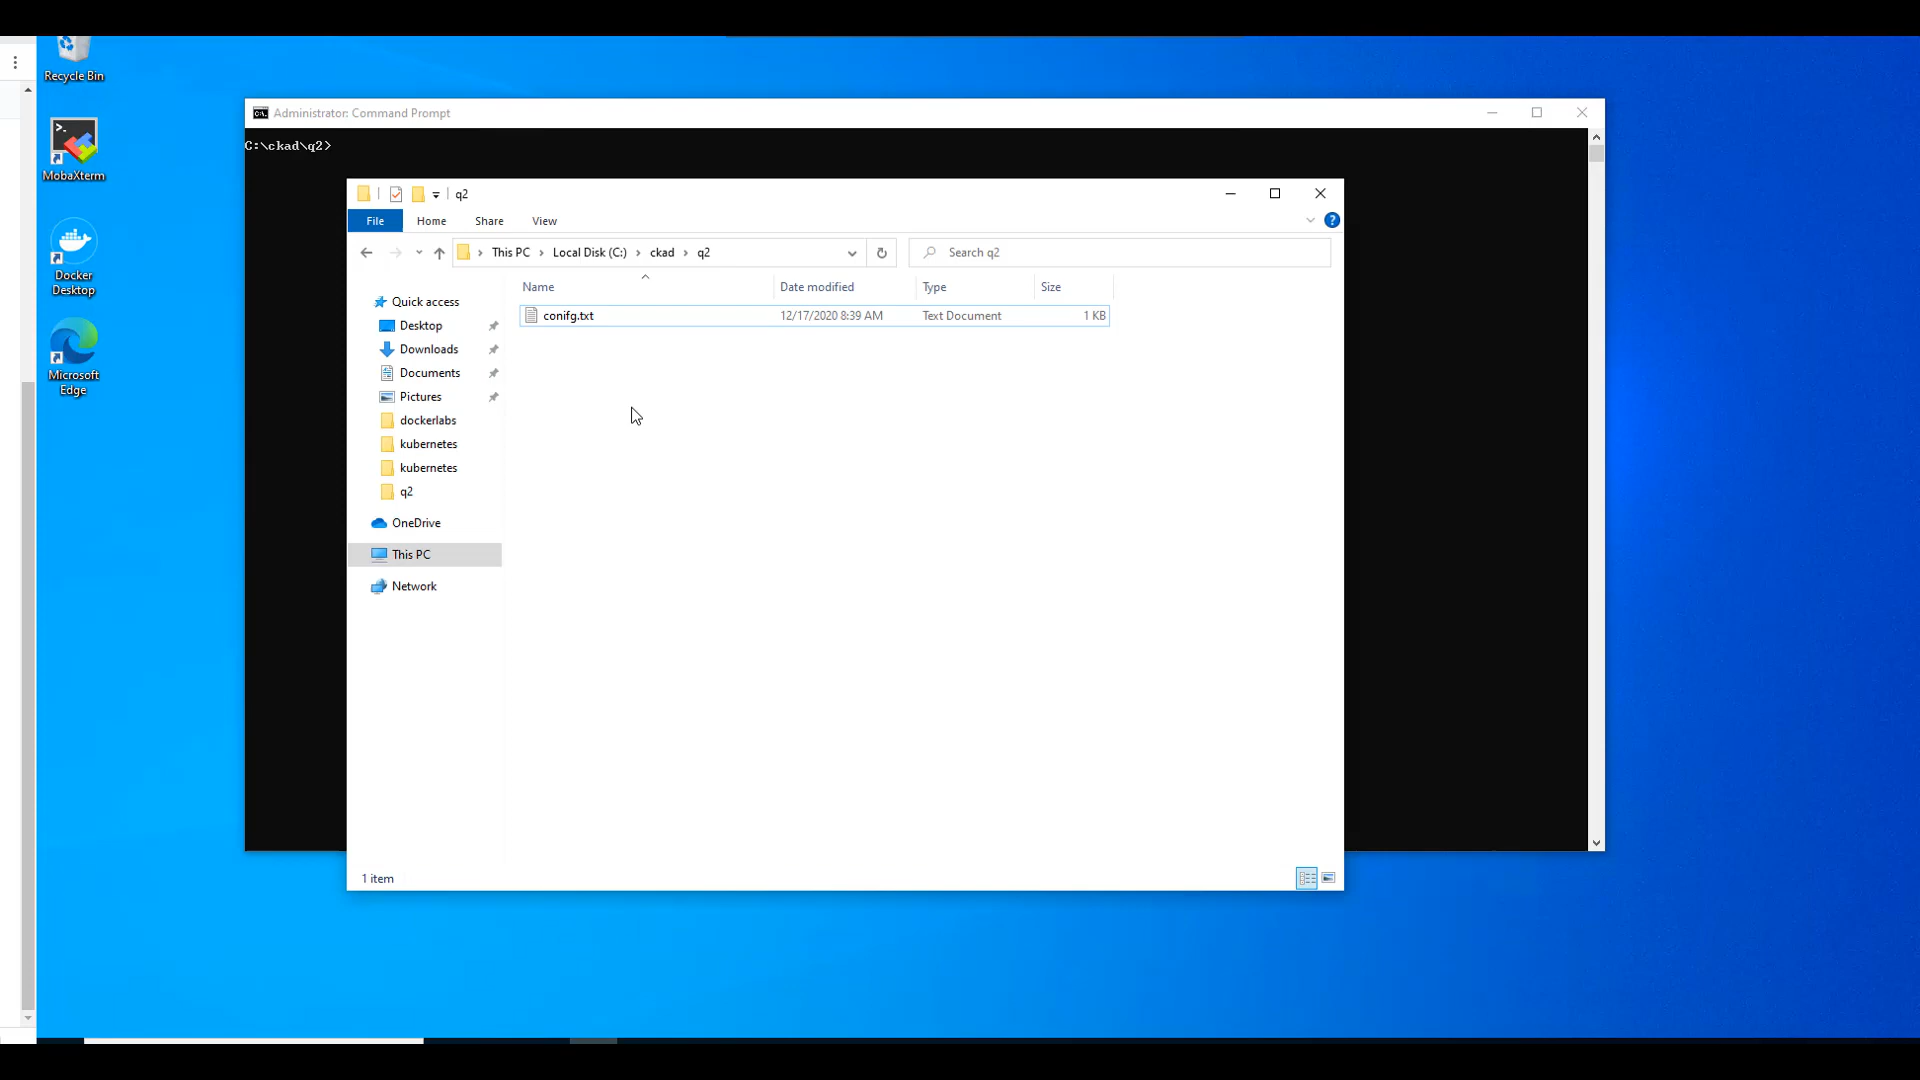 Recycle Bin
MobaXterm
Docker
Desktop
Microsoft
Edge
Administrator: Command Prompt
C:\ckad\q2>
q2
File Home Share View
This PC Local Disk (C:) ckad q2
Search q2
Name Date modified Type Size
conifg.txt 12/17/2020 8:39 AM Text Document 1 KB
Quick access
Desktop
Downloads
Documents
Pictures
dockerlabs
kubernetes
kubernetes
q2
OneDrive
This PC
Network
1 item